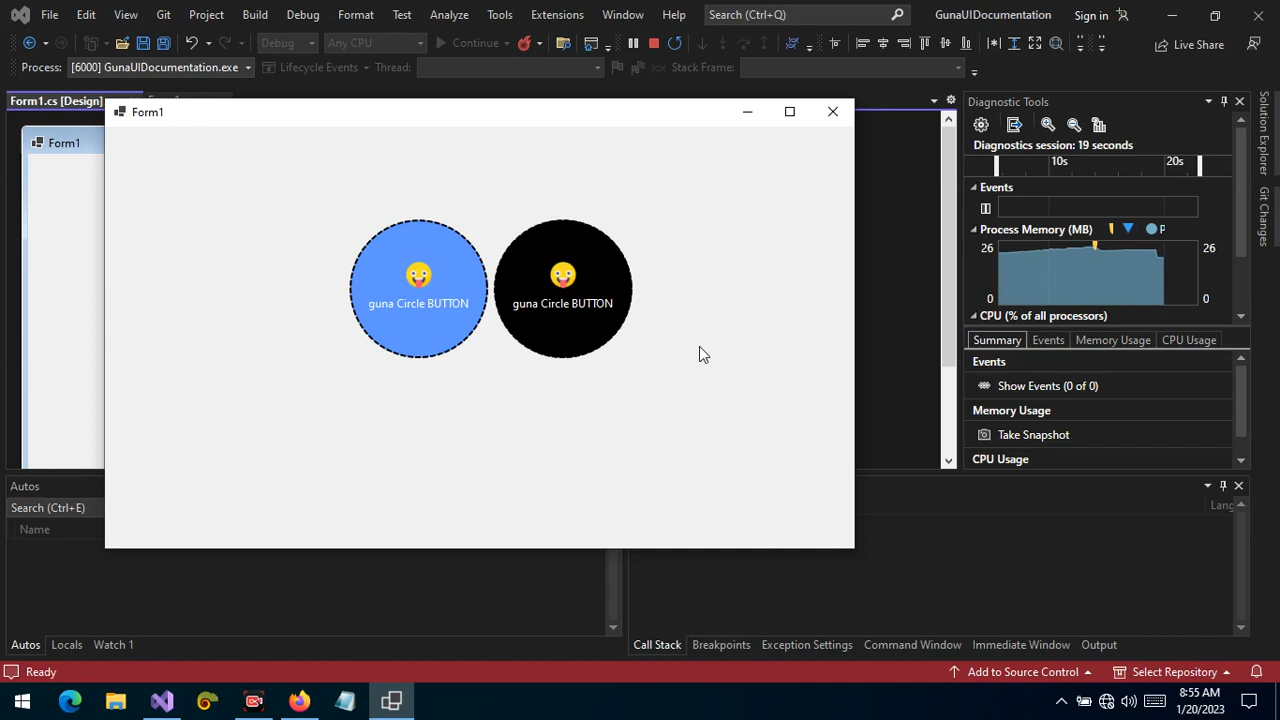 File Edit View Git Project Build Debug Format Test Analyze Tools Extensions Window Help Search (Ctrl+Q) GunaUIDocumentation Sign in
Debug Any CPU Continue Live Share
Process: [6000] GunaUIDocumentation.exe Lifecycle Events Thread: Stack Frame:
Form1.cs [Design]
Form1
Form1
guna Circle BUTTON guna Circle BUTTON
Diagnostic Tools
Diagnostics session: 19 seconds
10s 20s
Events
Process Memory (MB) P
26 26
0 0
CPU (% of all processors)
Summary Events Memory Usage CPU Usage
Events
Show Events (0 of 0)
Memory Usage
Take Snapshot
CPU Usage
Solution Explorer
Git Changes
Autos
Search (Ctrl+E)
Name
Lang
Autos Locals Watch 1
Call Stack Breakpoints Exception Settings Command Window Immediate Window Output
Ready Add to Source Control Select Repository
8:55 AM
1/20/2023